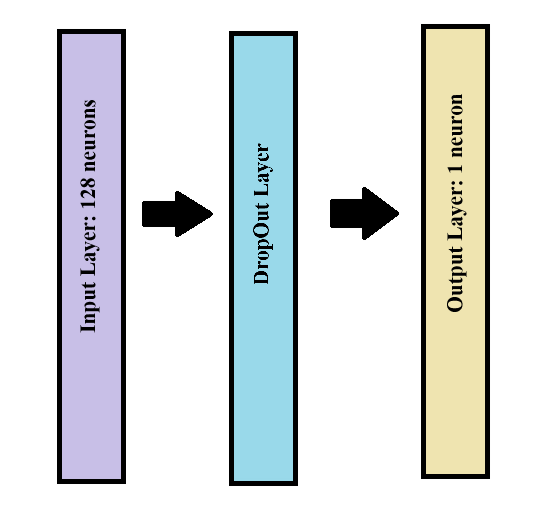 Input Layer: 128 neurons
DropOut Layer
Output Layer: 1 neuron